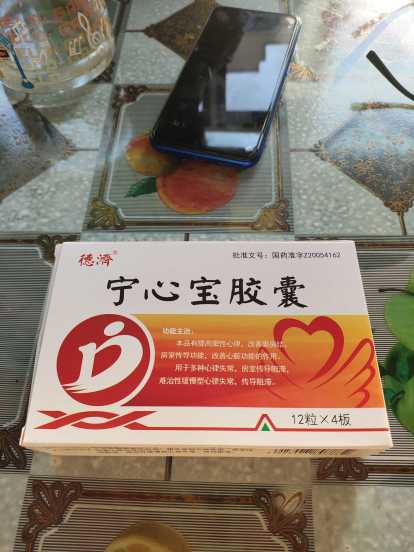 德濟®
批准文号：国药准字Z20054162
宁心宝胶囊
功能主治：
本品有提高窦性心律，改善窦房结、
房室传导功能，改善心脏功能的作用。
用于多种心律失常，房室传导阻滞，
难治性缓慢型心律失常，传导阻滞。
12粒×4板